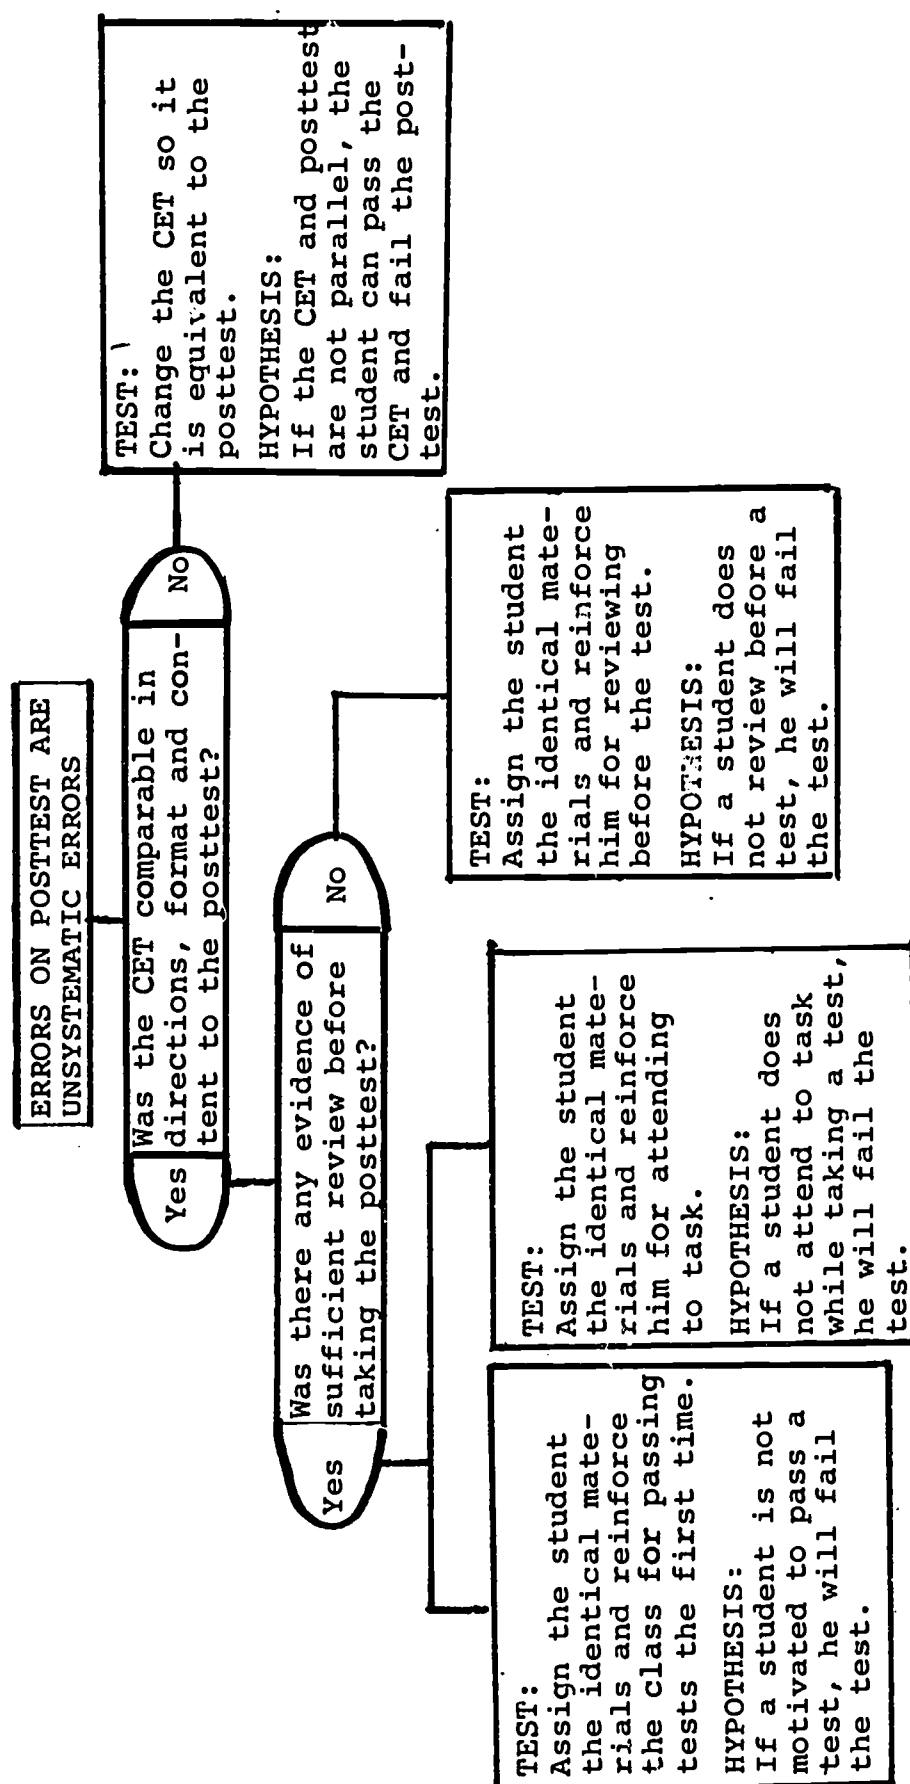 ERRORS ON POSTTEST ARE
UNSYSTEMATIC ERRORS
Yes
Was the CET comparable in
directions, format and con-
tent to the posttest?
No
TEST:
Change the CET so it
is equivalent to the
posttest.
HYPOTHESIS:
If the CET and posttest
are not parallel, the
student can pass the
CET and fail the post-
test.
Yes
Was there any evidence of
sufficient review before
taking the posttest?
No
TEST:
Assign the student
the identical mate-
rials and reinforce
him for reviewing
before the test.
HYPOTHESIS:
If a student does
not review before a
test, he will fail
the test.
TEST:
Assign the student
the identical mate-
rials and reinforce
the class for passing
tests the first time.
HYPOTHESIS:
If a student is not
motivated to pass a
test, he will fail
the test.
TEST:
Assign the student
the identical mate-
rials and reinforce
him for attending
to task.
HYPOTHESIS:
If a student does
not attend to task
while taking a test,
he will fail the
test.